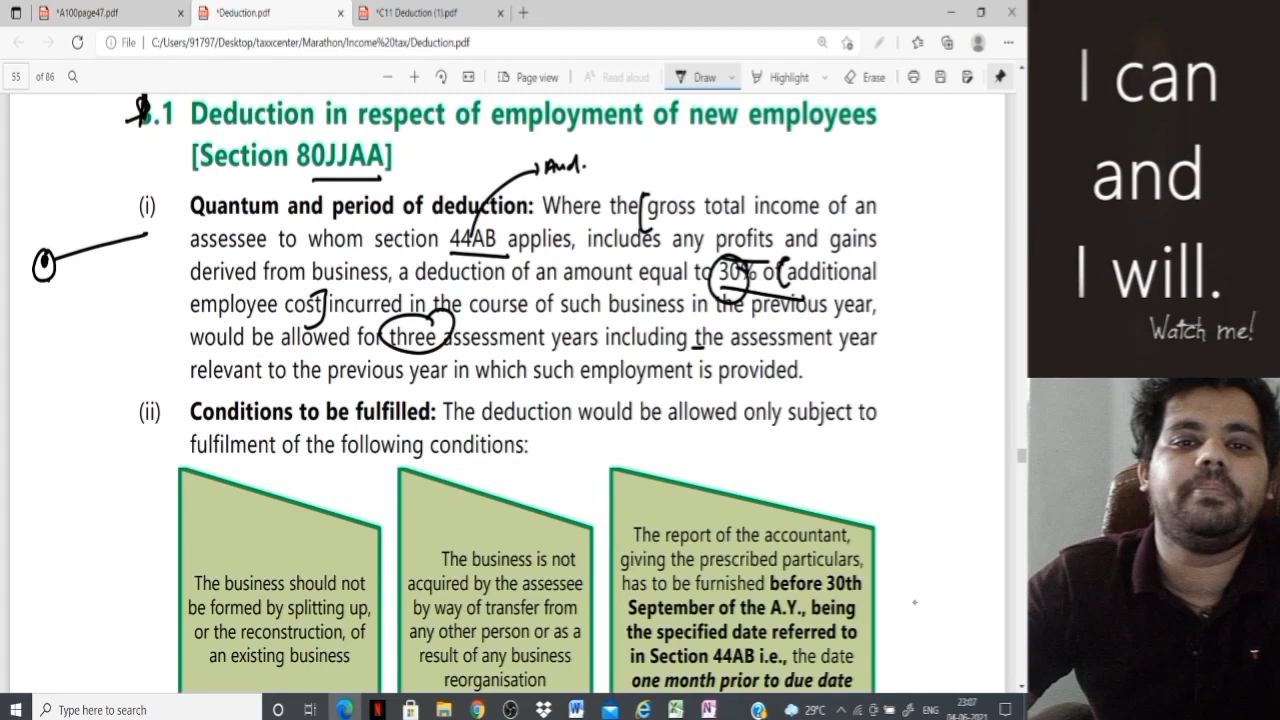 *A100page47.pdf
*Deduction.pdf
*C11 Deduction (1).pdf
File
C:/Users/91797/Desktop/taxxcenter/Marathon/Income%20tax/Deduction.pdf
55
of 86
Page view
Read aloud
Draw
Highlight
Erase
.1 Deduction in respect of employment of new employees
[Section 80JJAA]
Aud.
(i) Quantum and period of deduction: Where the gross total income of an
assessee to whom section 44AB applies, includes any profits and gains
derived from business, a deduction of an amount equal to 30% of additional
employee cost incurred in the course of such business in the previous year,
would be allowed for three assessment years including the assessment year
relevant to the previous year in which such employment is provided.
(ii) Conditions to be fulfilled: The deduction would be allowed only subject to
fulfilment of the following conditions:
The business should not
be formed by splitting up,
or the reconstruction, of
an existing business
The business is not
acquired by the assessee
by way of transfer from
any other person or as a
result of any business
reorganisation
The report of the accountant,
giving the prescribed particulars,
has to be furnished before 30th
September of the A.Y., being
the specified date referred to
in Section 44AB i.e., the date
one month prior to due date
I can
and
I will.
Watch me!
Type here to search
29°C
ENG
23:07
04-06-2021